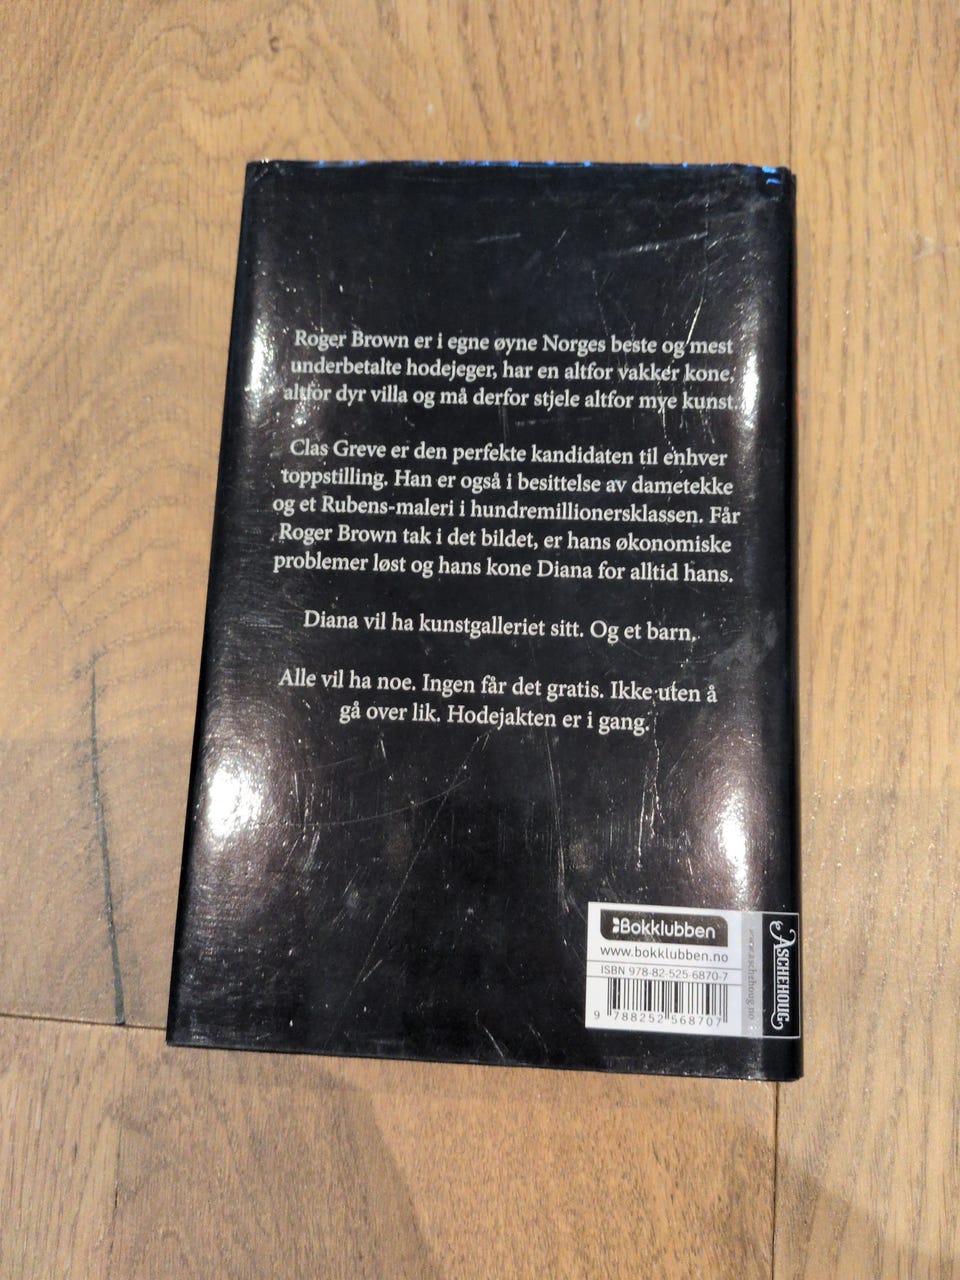 Roger Brown er i egne øyne Norges beste og mest
underbetalte hodejeger, har en altfor vakker kone,
altfor dyr villa og må derfor stjele altfor mye kunst.
Clas Greve er den perfekte kandidaten til enhver
toppstilling. Han er også i besittelse av dametekke
og et Rubens-maleri i hundremillionersklassen. Får
Roger Brown tak i det bildet, er hans økonomiske
problemer løst og hans kone Diana for alltid hans.
Diana vil ha kunstgalleriet sitt. Og et barn.
Alle vil ha noe. Ingen får det gratis. Ikke uten å
gå over lik. Hodejakten er i gang.
Bokklubben
www.bokklubben.no
ISBN 978-82-525-6870-7
9 788252 568707
www.aschehoug.no
ASCHEHOUG